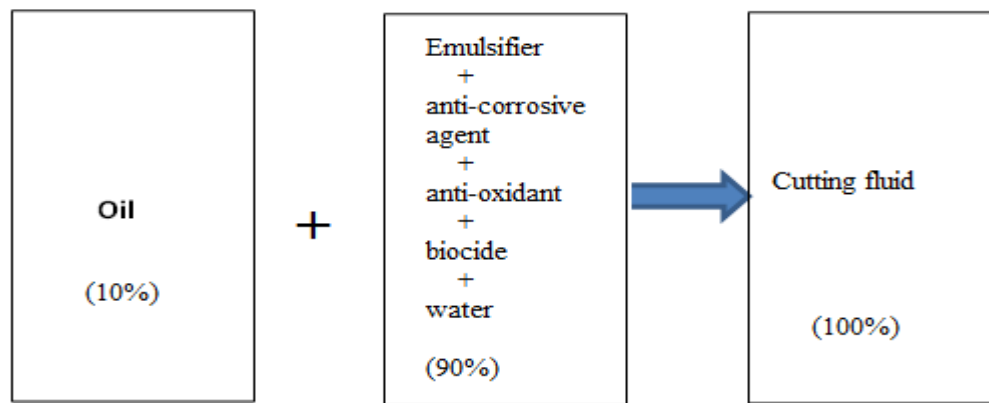 Oil
(10%)
+
Emulsifier
+
anti-corrosive
agent
+
anti-oxidant
+
biocide
+
water
(90%)
Cutting fluid
(100%)